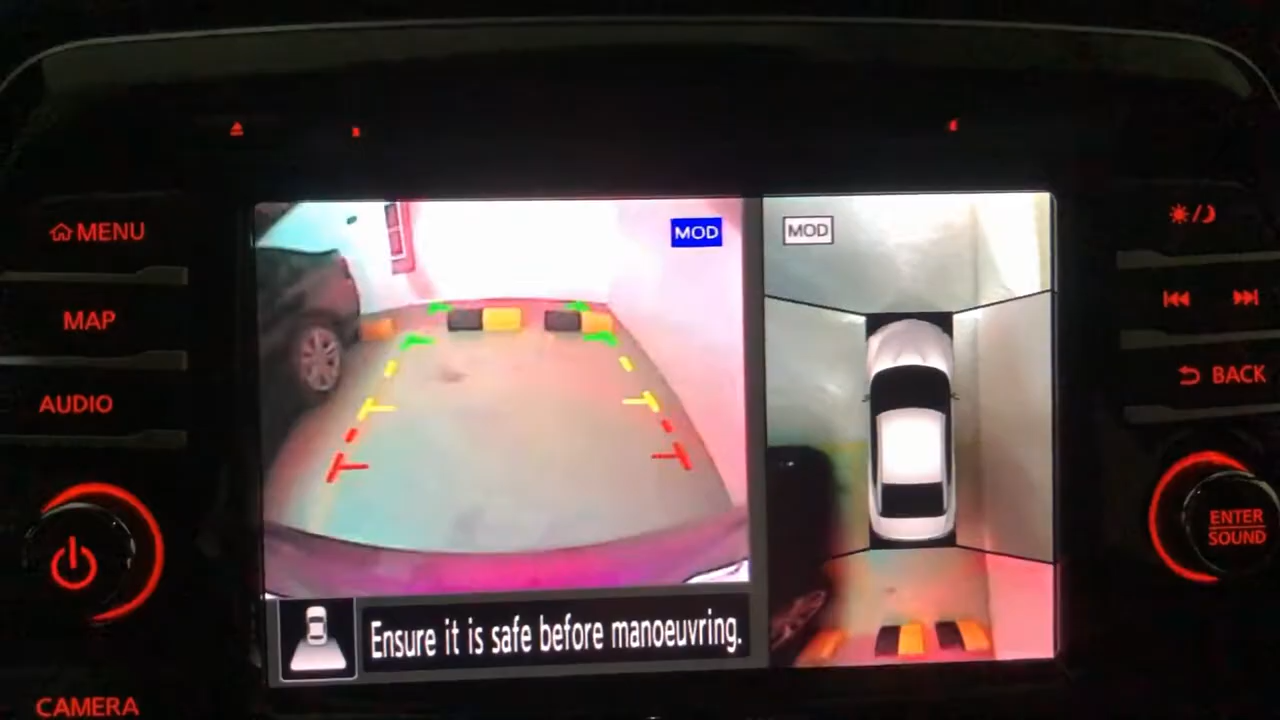 MENU
MAP
AUDIO
CAMERA
MOD
MOD
Ensure it is safe before manoeuvring.
BACK
ENTER
SOUND